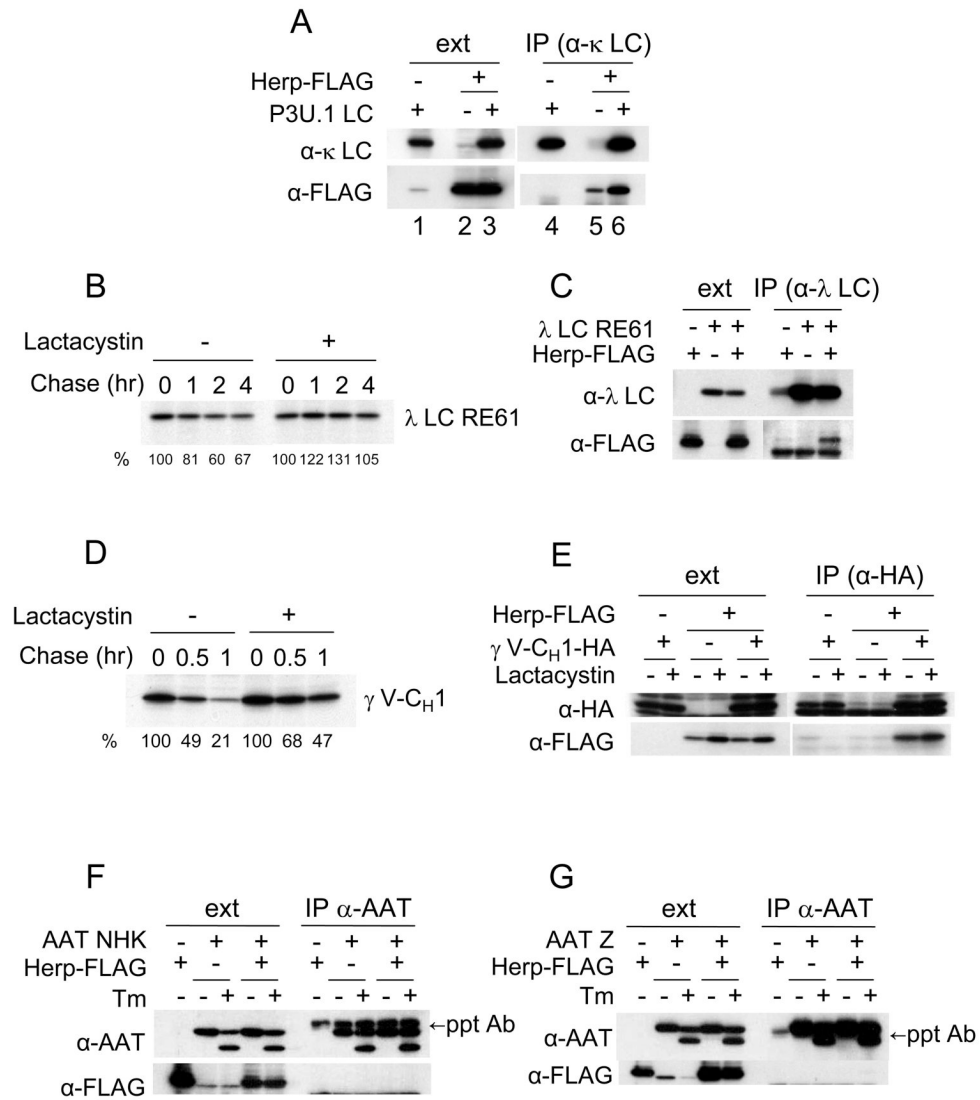 A
ext IP (α-κ LC)
Herp-FLAG - + - +
P3U.1 LC + - + + - +
α-κ LC
α-FLAG
1 2 3 4 5 6
B
Lactacystin - +
Chase (hr) 0 1 2 4 0 1 2 4
λ LC RE61
% 100 81 60 67 100 122 131 105
C
ext IP (α-λ LC)
λ LC RE61 - + + - + +
Herp-FLAG + - + + - +
α-λ LC
α-FLAG
D
Lactacystin - +
Chase (hr) 0 0.5 1 0 0.5 1
γ V-CH1
% 100 49 21 100 68 47
E
ext IP (α-HA)
Herp-FLAG - + - +
γ V-CH1-HA + - + + - +
Lactacystin - + - + - + - + - + - +
α-HA
α-FLAG
F
ext IP α-AAT
AAT NHK - + + - + +
Herp-FLAG + - + + - +
Tm - - + - + - - + - +
α-AAT ←ppt Ab
α-FLAG
G
ext IP α-AAT
AAT Z - + + - + +
Herp-FLAG + - + + - +
Tm - - + - + - - + - +
α-AAT ←ppt Ab
α-FLAG